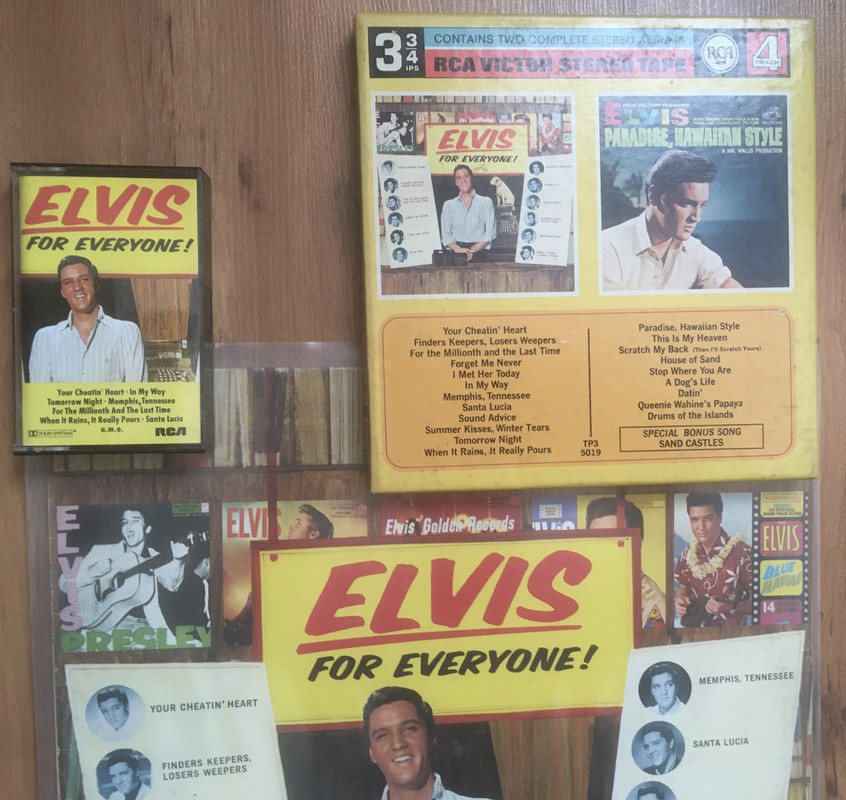 ELVIS
FOR EVERYONE!
Your Cheatin' Heart · In My Way
Tomorrow Night · Memphis, Tennessee
For The Millionth And The Last Time
When It Rains, It Really Pours · Santa Lucia
a.m.o.
DOLBY SYSTEM
RCA
3 3/4 IPS
CONTAINS TWO COMPLETE STEREO ALBUMS
RCA VICTOR STEREO TAPE
RCA
4
TRACK
ELVIS
FOR EVERYONE!
RCA VICTOR Presents
ELVIS
PARADISE, HAWAIIAN STYLE
A HAL WALLIS PRODUCTION
Your Cheatin' Heart
Finders Keepers, Losers Weepers
For the Millionth and the Last Time
Forget Me Never
I Met Her Today
In My Way
Memphis, Tennessee
Santa Lucia
Sound Advice
Summer Kisses, Winter Tears
Tomorrow Night
When It Rains, It Really Pours
TP3
5019
Paradise, Hawaiian Style
This Is My Heaven
Scratch My Back (Then I'll Scratch Yours)
House of Sand
Stop Where You Are
A Dog's Life
Datin'
Queenie Wahine's Papaya
Drums of the Islands
SPECIAL BONUS SONG
SAND CASTLES
ELVIS
PRESLEY
ELVIS
Elvis' Golden Records
ELVIS
BLUE
HAWAII
14
ELVIS
FOR EVERYONE!
YOUR CHEATIN' HEART
FINDERS KEEPERS,
LOSERS WEEPERS
MEMPHIS, TENNESSEE
SANTA LUCIA